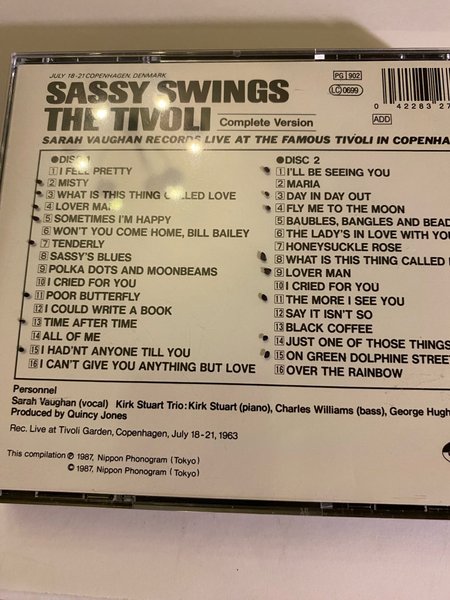 JULY 18-21 COPENHAGEN, DENMARK
SASSY SWINGS
THE TIVOLI Complete Version
SARAH VAUGHAN RECORDS LIVE AT THE FAMOUS TIVOLI IN COPENHA
PG 902
LC 0699
0 42283 27
ADD
DISC 1
1 I FEEL PRETTY
2 MISTY
3 WHAT IS THIS THING CALLED LOVE
4 LOVER MAN
5 SOMETIMES I'M HAPPY
6 WON'T YOU COME HOME, BILL BAILEY
7 TENDERLY
8 SASSY'S BLUES
9 POLKA DOTS AND MOONBEAMS
10 I CRIED FOR YOU
11 POOR BUTTERFLY
12 I COULD WRITE A BOOK
13 TIME AFTER TIME
14 ALL OF ME
15 I HAD'NT ANYONE TILL YOU
16 I CAN'T GIVE YOU ANYTHING BUT LOVE
DISC 2
1 I'LL BE SEEING YOU
2 MARIA
3 DAY IN DAY OUT
4 FLY ME TO THE MOON
5 BAUBLES, BANGLES AND BEAD
6 THE LADY'S IN LOVE WITH YOU
7 HONEYSUCKLE ROSE
8 WHAT IS THIS THING CALLED
9 LOVER MAN
10 I CRIED FOR YOU
11 THE MORE I SEE YOU
12 SAY IT ISN'T SO
13 BLACK COFFEE
14 JUST ONE OF THOSE THINGS
15 ON GREEN DOLPHINE STREET
16 OVER THE RAINBOW
Personnel
Sarah Vaughan (vocal) Kirk Stuart Trio: Kirk Stuart (piano), Charles Williams (bass), George Hugh
Produced by Quincy Jones
Rec. Live at Tivoli Garden, Copenhagen, July 18-21, 1963
This compilation ℗ 1987, Nippon Phonogram (Tokyo)
© 1987, Nippon Phonogram (Tokyo)